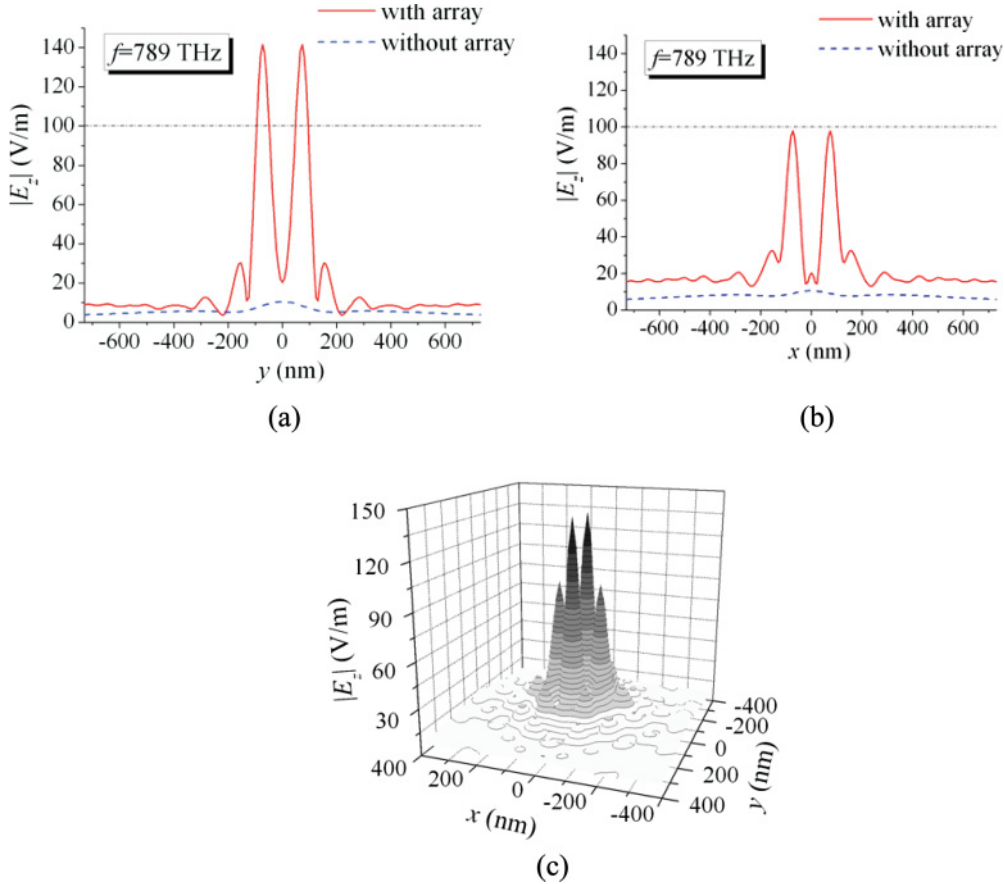 with array
without array
f=789 THz
140
120
100
80
60
40
20
0
|E_z| (V/m)
-600 -400 -200 0 200 400 600
y (nm)
(a)
with array
without array
f=789 THz
140
120
100
80
60
40
20
0
|E_z| (V/m)
-600 -400 -200 0 200 400 600
x (nm)
(b)
150
120
90
60
30
|E_z| (V/m)
400 200 0 -200 -400
x (nm)
-400
-200
0
200
400
y (nm)
(c)